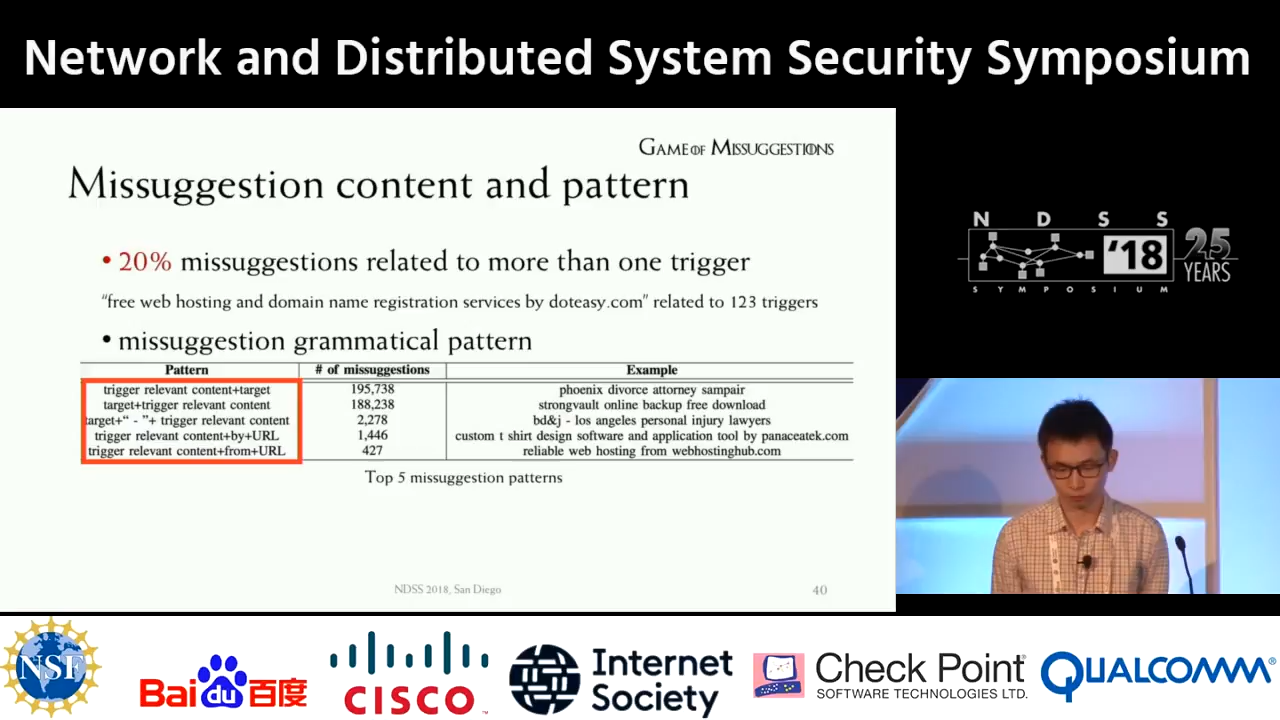 Network and Distributed System Security Symposium
GAME OF MISSUGGESTIONS
Missuggestion content and pattern
• 20% missuggestions related to more than one trigger
“free web hosting and domain name registration services by doteasy.com” related to 123 triggers
• missuggestion grammatical pattern
Pattern # of missuggestions Example
trigger relevant content+target 195,738 phoenix divorce attorney sampair
target+trigger relevant content 188,238 strongvault online backup free download
target+“ - ”+ trigger relevant content 2,278 bd&j - los angeles personal injury lawyers
trigger relevant content+by+URL 1,446 custom t shirt design software and application tool by panaceatek.com
trigger relevant content+from+URL 427 reliable web hosting from webhostinghub.com
Top 5 missuggestion patterns
NDSS 2018, San Diego 40
N D S S
'18
25
YEARS
S Y M P O S I U M
NSF
Baidu百度
CISCO™
Internet
Society
Check Point®
SOFTWARE TECHNOLOGIES LTD.
QUALCOMM®